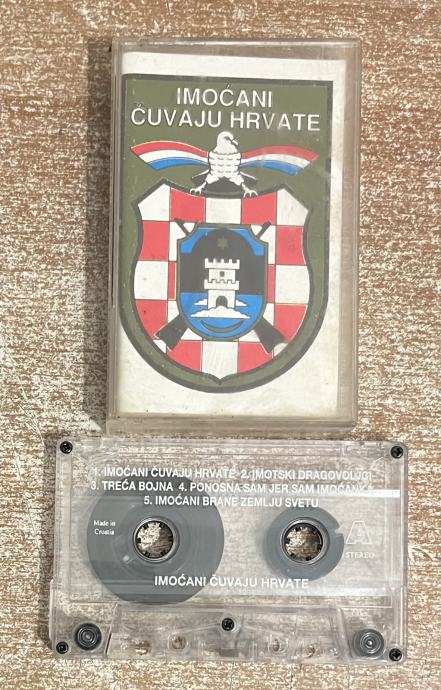 IMOĆANI
ČUVAJU HRVATE
1. IMOĆANI ČUVAJU HRVATE 2. IMOTSKI DRAGOVOLJCI
3. TREĆA BOJNA 4. PONOSNA SAM JER SAM IMOĆANKA
5. IMOĆANI BRANE ZEMLJU SVETU
Made in
Croatia
A
STEREO
IMOĆANI ČUVAJU HRVATE